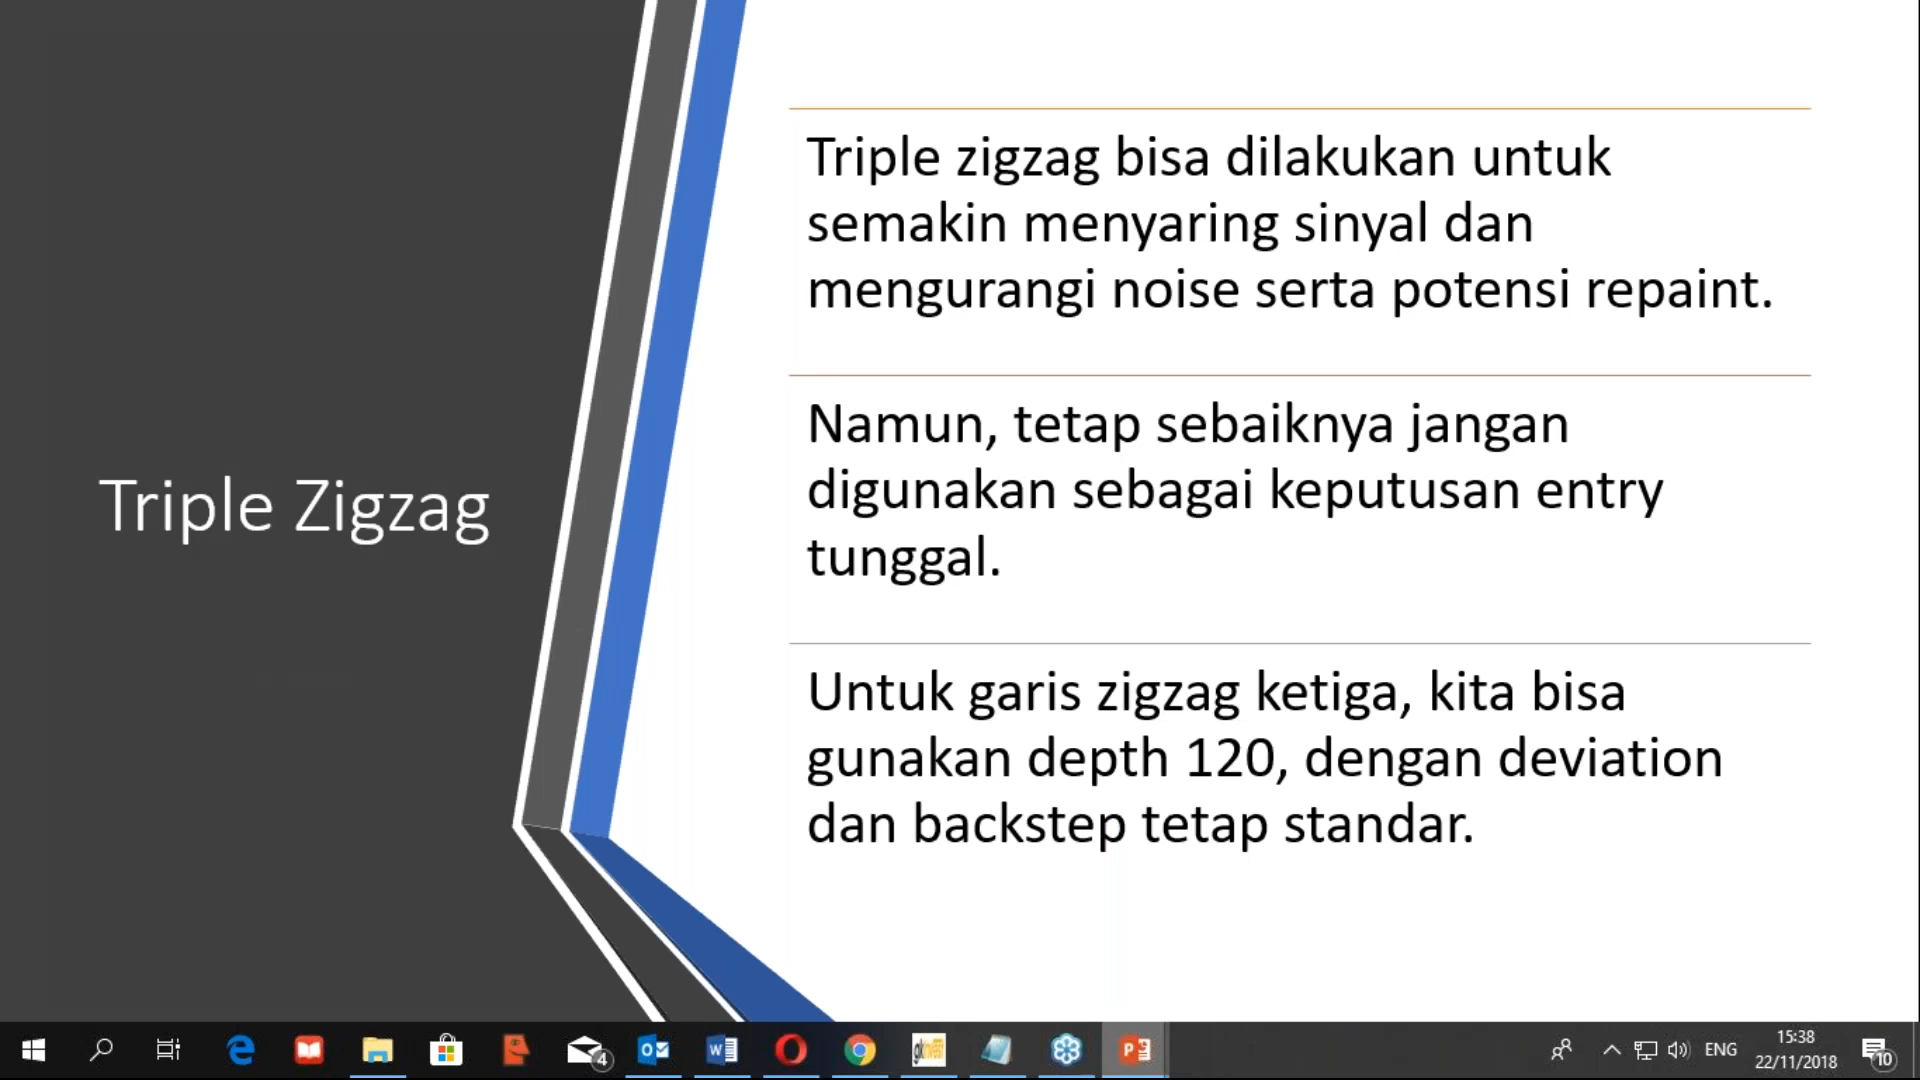 Triple Zigzag
Triple zigzag bisa dilakukan untuk
semakin menyaring sinyal dan
mengurangi noise serta potensi repaint.
Namun, tetap sebaiknya jangan
digunakan sebagai keputusan entry
tunggal.
Untuk garis zigzag ketiga, kita bisa
gunakan depth 120, dengan deviation
dan backstep tetap standar.
4
ENG
15:38
22/11/2018
10